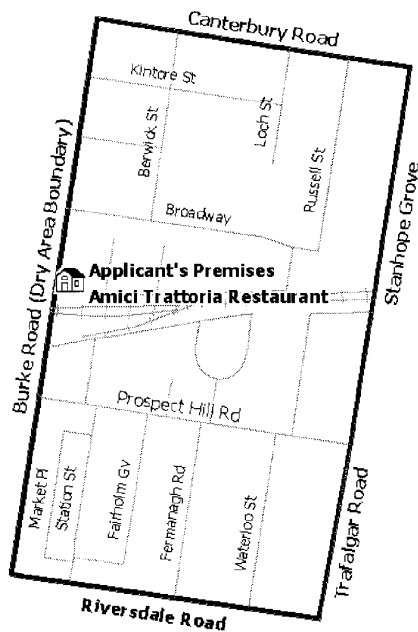 Canterbury Road
Kintore St
Berwick St
Loch St
Russell St
Stanhope Grove
Burke Road (Dry Area Boundary)
Broadway
Applicant's Premises
Amici Trattoria Restaurant
Prospect Hill Rd
Market Pl
Station St
Fairholm Gv
Fermanagh Rd
Waterloo St
Trafalgar Road
Riversdale Road